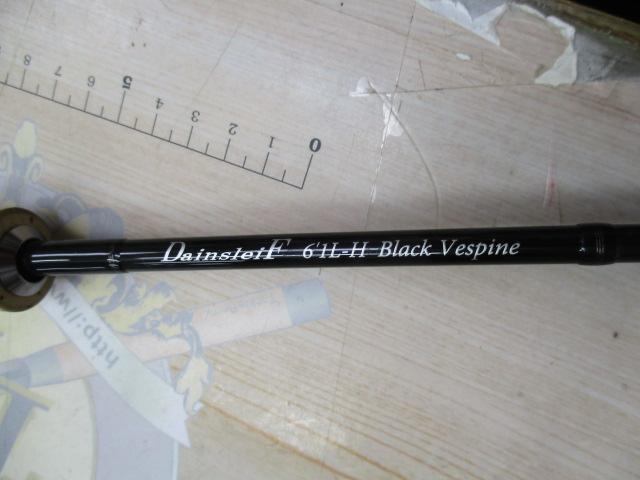 8 7 6 5 4 3 2 1 0
DainsleiF 6'1L-H Black Vespine
http://w